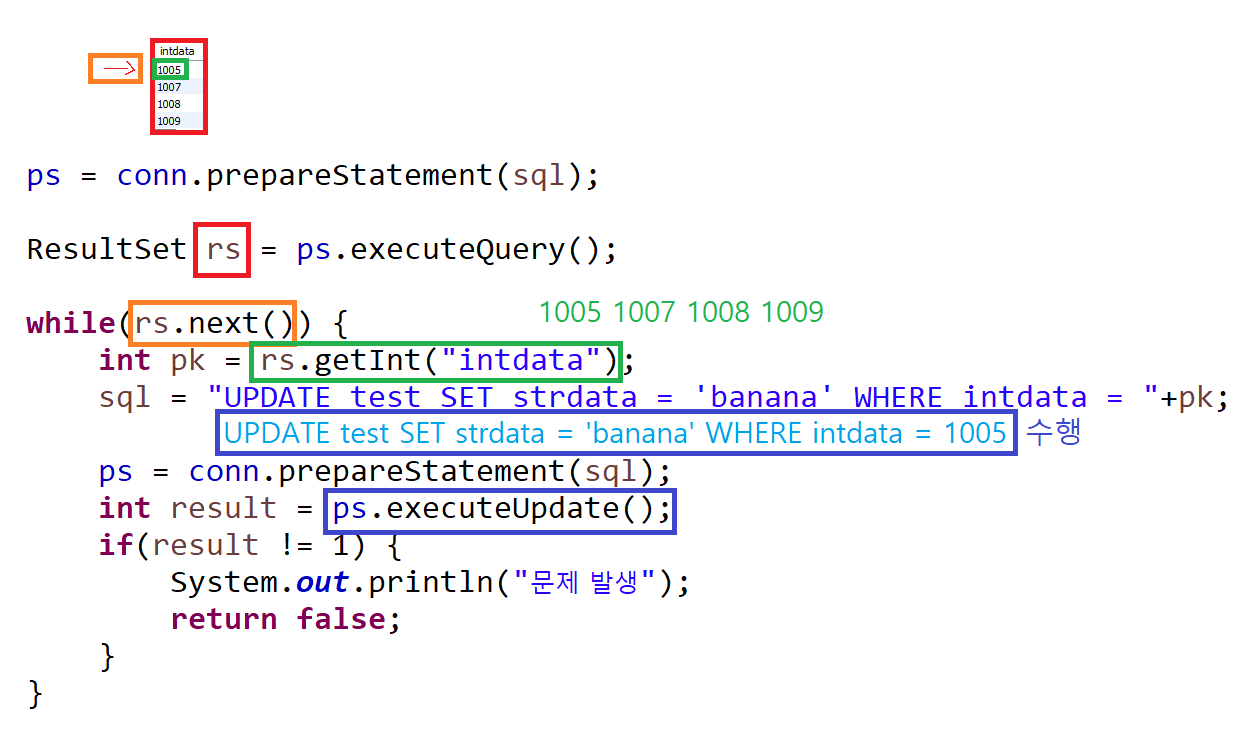 intdata
1005
1007
1008
1009
ps = conn.prepareStatement(sql);
ResultSet rs = ps.executeQuery();
1005 1007 1008 1009
while(rs.next()) {
int pk = rs.getInt("intdata");
sql = "UPDATE test SET strdata = 'banana' WHERE intdata = "+pk;
UPDATE test SET strdata = 'banana' WHERE intdata = 1005 수행
ps = conn.prepareStatement(sql);
int result = ps.executeUpdate();
if(result != 1) {
System.out.println("문제 발생");
return false;
}
}